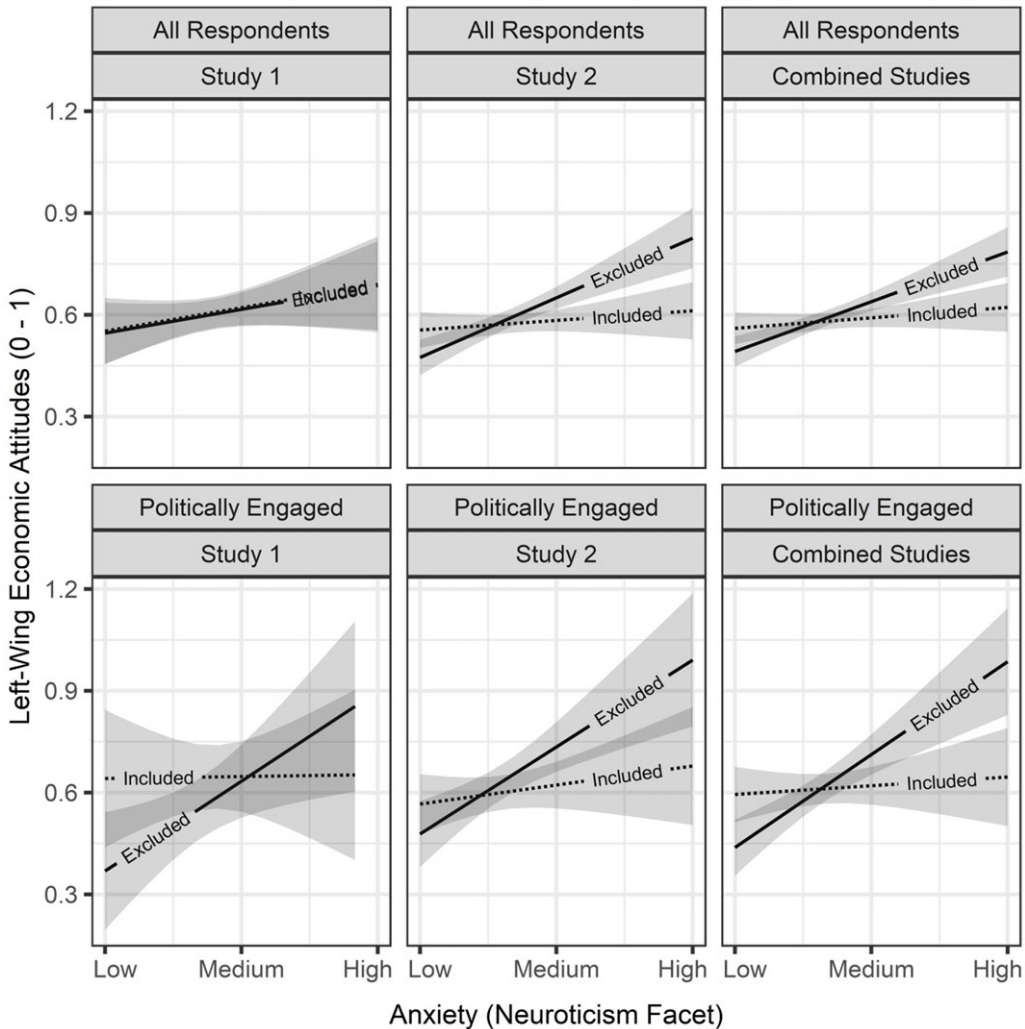 All Respondents
All Respondents
All Respondents
Study 1
Study 2
Combined Studies
1.2
0.9
0.6
0.3
Excluded
Excluded
Included
Excluded
Included
Politically Engaged
Politically Engaged
Politically Engaged
Study 1
Study 2
Combined Studies
1.2
0.9
0.6
0.3
Included
Excluded
Excluded
Included
Excluded
Included
Low
Medium
High
Low
Medium
High
Low
Medium
High
Left-Wing Economic Attitudes (0 - 1)
Anxiety (Neuroticism Facet)